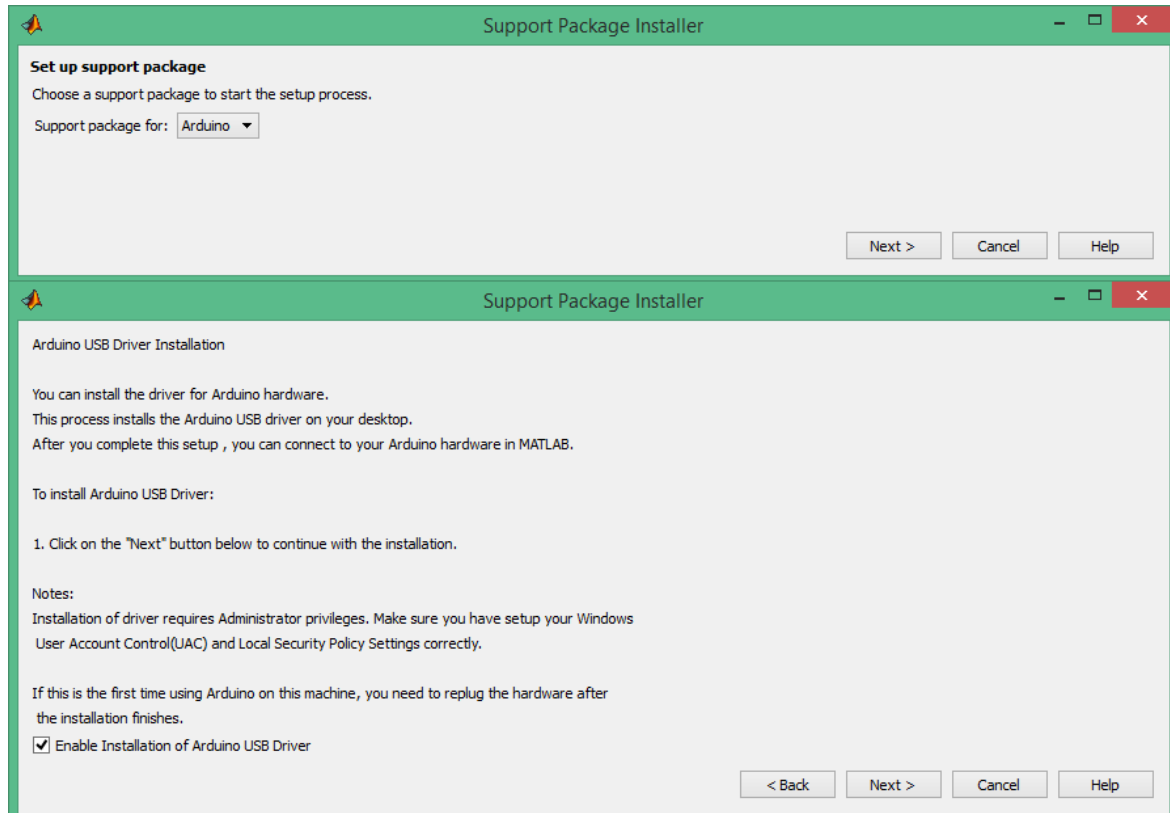 Support Package Installer
Set up support package
Choose a support package to start the setup process.
Support package for: Arduino
Next > Cancel Help
Support Package Installer
Arduino USB Driver Installation
You can install the driver for Arduino hardware.
This process installs the Arduino USB driver on your desktop.
After you complete this setup , you can connect to your Arduino hardware in MATLAB.
To install Arduino USB Driver:
1. Click on the "Next" button below to continue with the installation.
Notes:
Installation of driver requires Administrator privileges. Make sure you have setup your Windows
User Account Control(UAC) and Local Security Policy Settings correctly.
If this is the first time using Arduino on this machine, you need to replug the hardware after
the installation finishes.
Enable Installation of Arduino USB Driver
< Back Next > Cancel Help